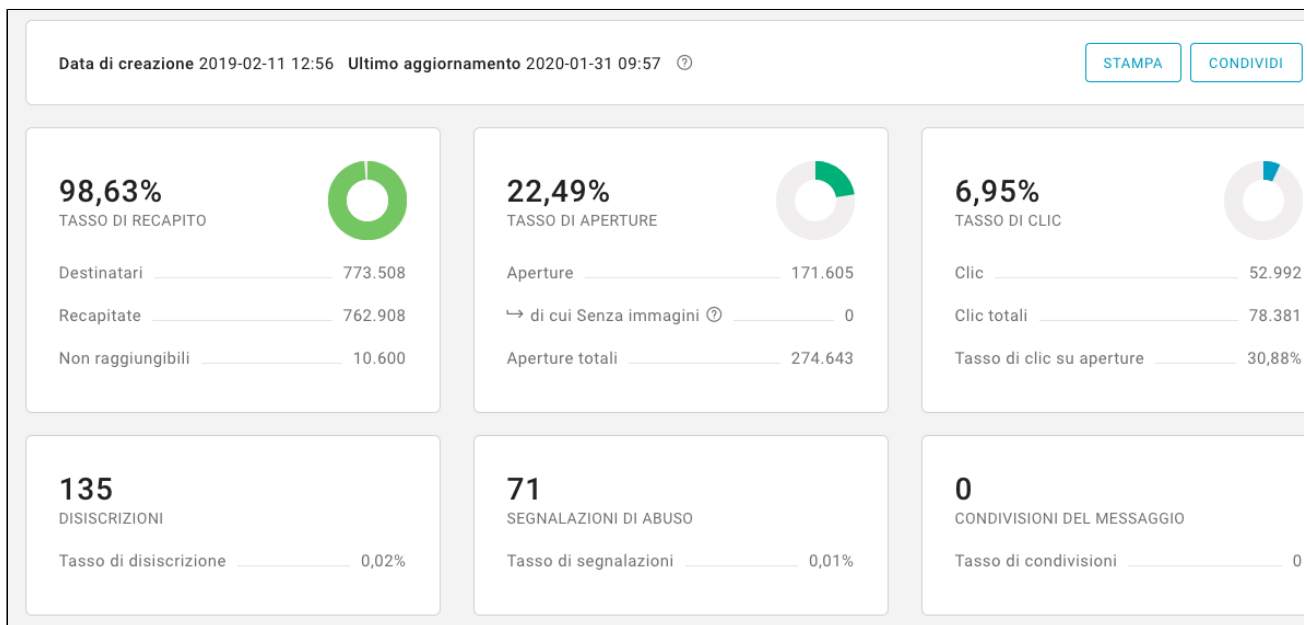 Data di creazione 2019-02-11 12:56 Ultimo aggiornamento 2020-01-31 09:57 ?
STAMPA
CONDIVIDI
98,63%
TASSO DI RECAPITO
Destinatari 773.508
Recapitate 762.908
Non raggiungibili 10.600
22,49%
TASSO DI APERTURE
Aperture 171.605
↪ di cui Senza immagini ? 0
Aperture totali 274.643
6,95%
TASSO DI CLIC
Clic 52.992
Clic totali 78.381
Tasso di clic su aperture 30,88%
135
DISISCRIZIONI
Tasso di disiscrizione 0,02%
71
SEGNALAZIONI DI ABUSO
Tasso di segnalazioni 0,01%
0
CONDIVISIONI DEL MESSAGGIO
Tasso di condivisioni 0